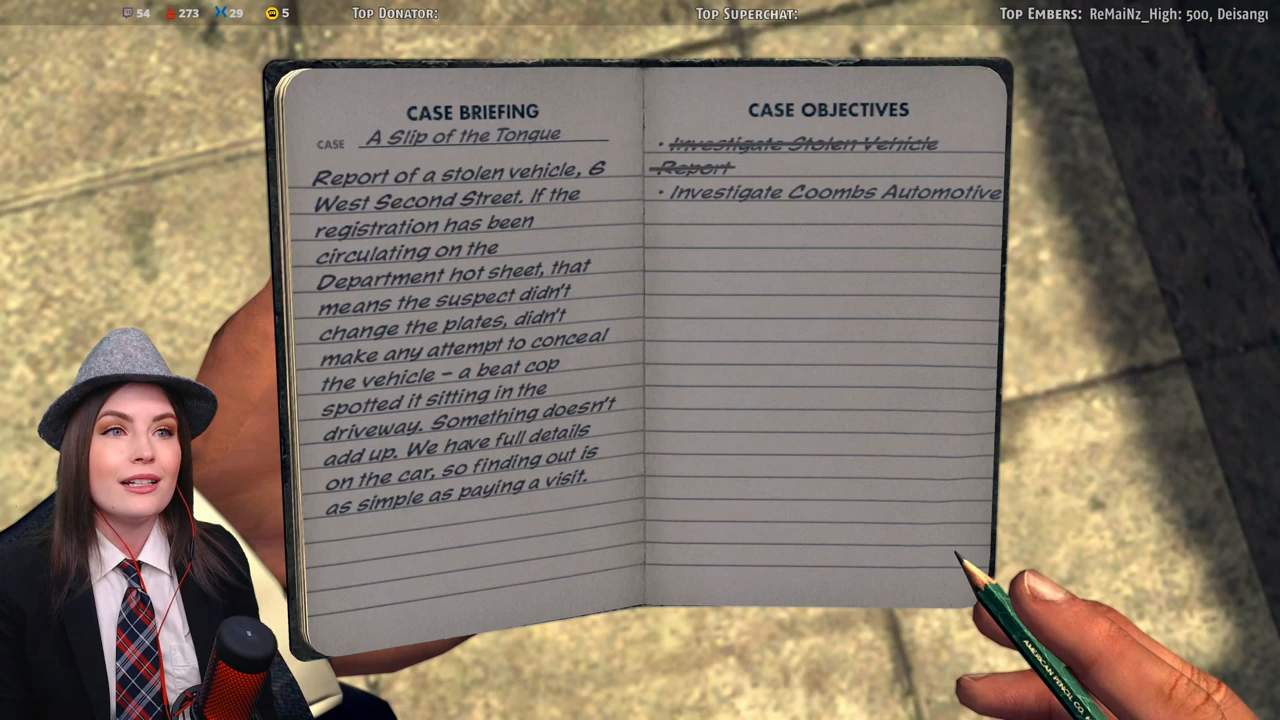 54 273 29 5 Top Donator: Top Superchat: Top Embers: ReMaiNz_High: 500, Deisang
CASE BRIEFING
CASE A Slip of the Tongue
Report of a stolen vehicle, 6
West Second Street. If the
registration has been
circulating on the
Department hot sheet, that
means the suspect didn't
change the plates, didn't
make any attempt to conceal
the vehicle – a beat cop
spotted it sitting in the
driveway. Something doesn't
add up. We have full details
on the car, so finding out is
as simple as paying a visit.
CASE OBJECTIVES
• Investigate Stolen Vehicle
Report
• Investigate Coombs Automotive
AMERICAN PENCIL CO.